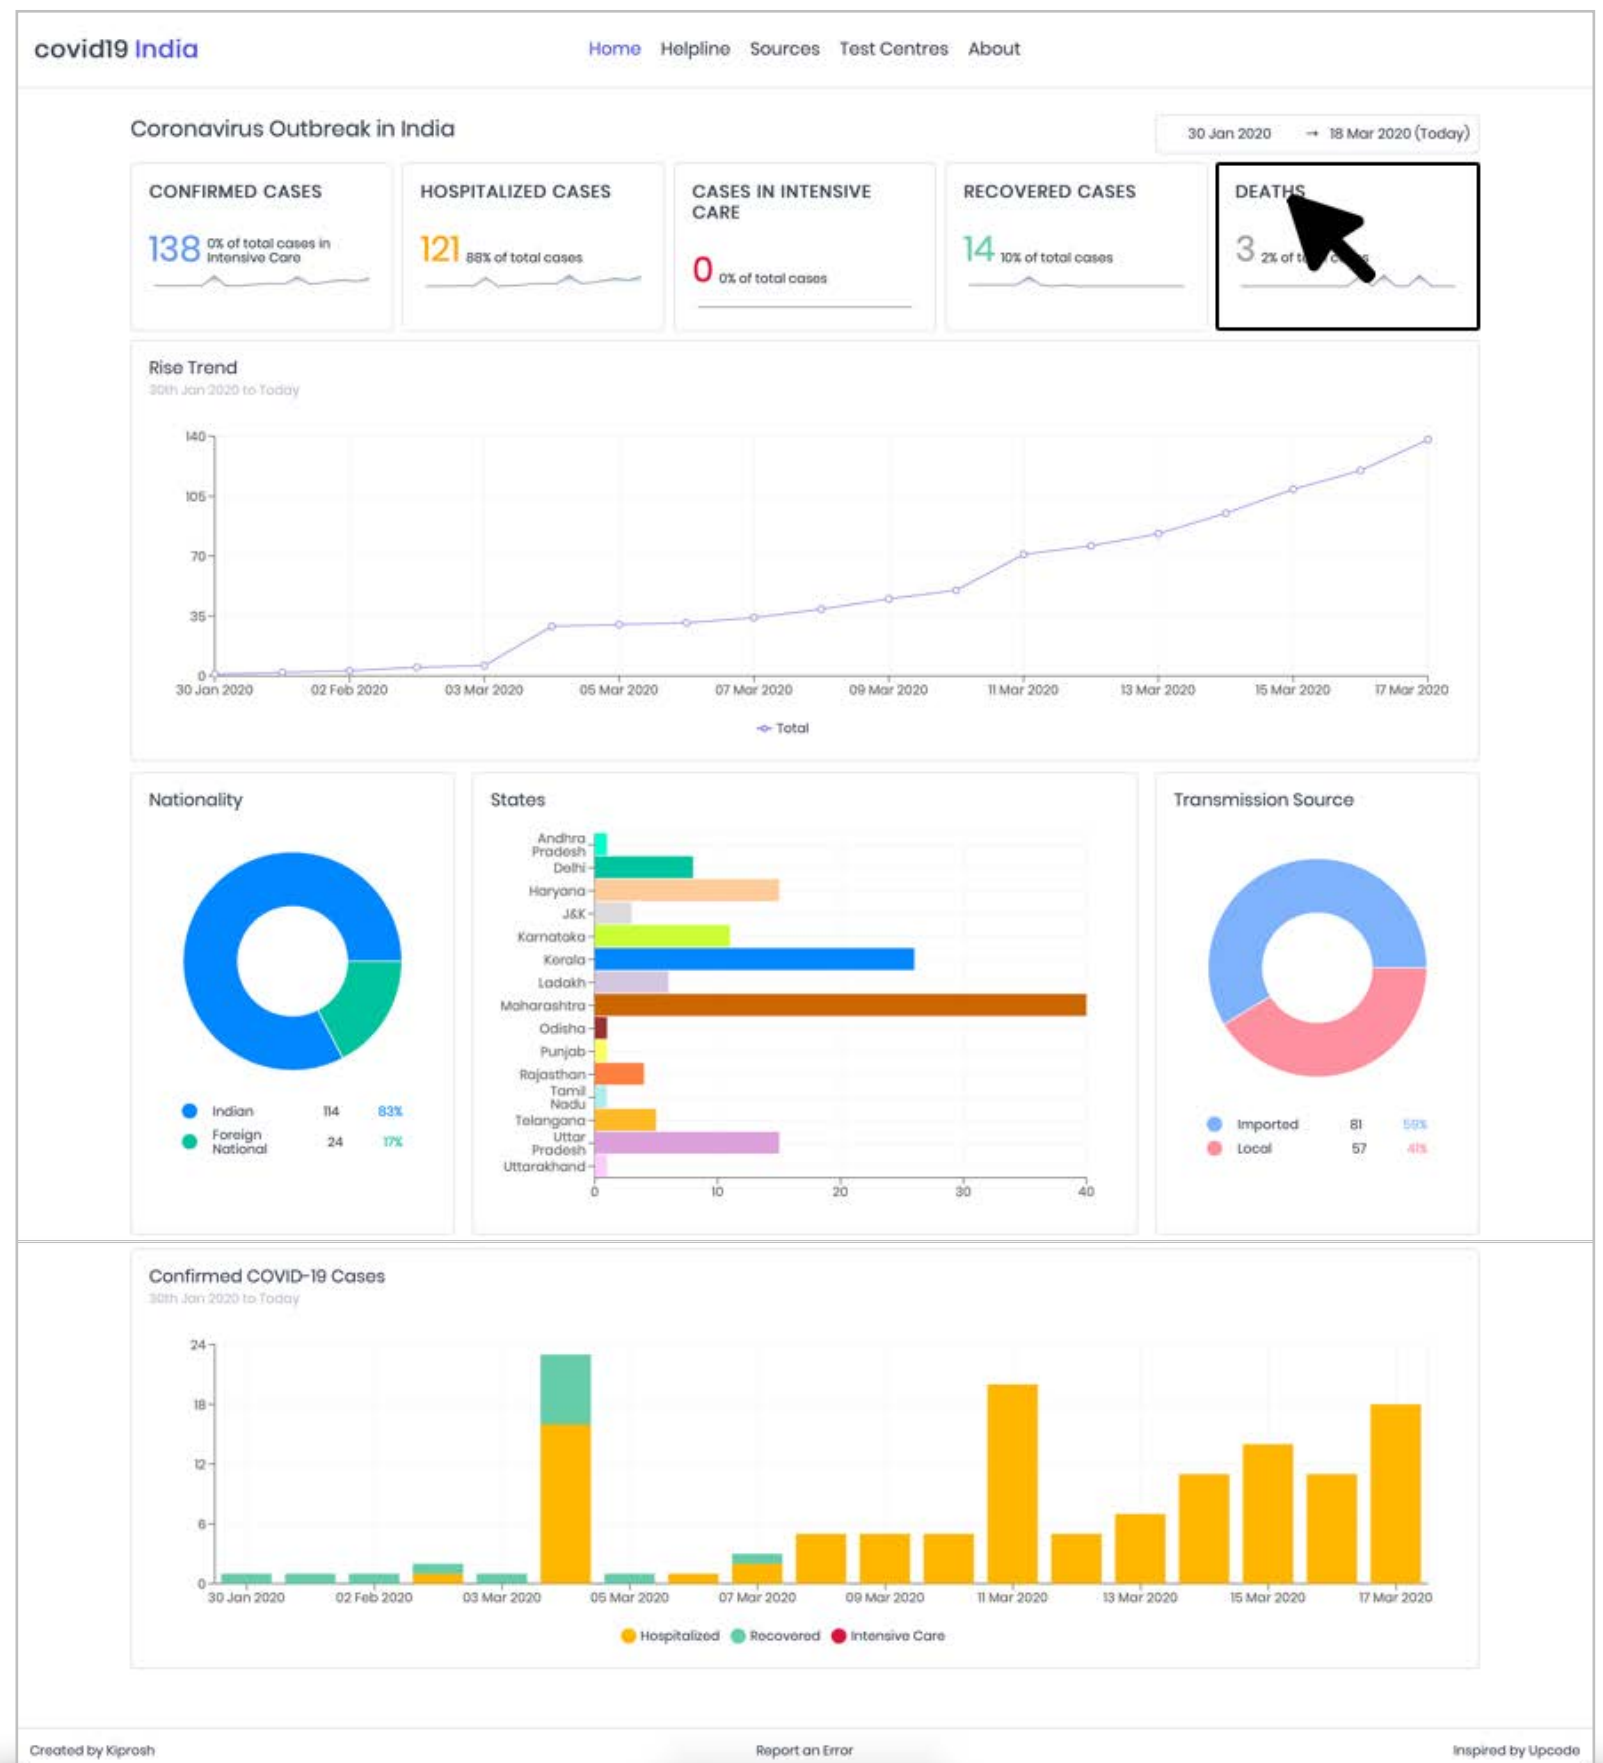 covid19 India
Home Helpline Sources Test Centres About
Coronavirus Outbreak in India
30 Jan 2020 → 18 Mar 2020 (Today)
CONFIRMED CASES
138 0% of total cases in
Intensive Care
HOSPITALIZED CASES
121 88% of total cases
CASES IN INTENSIVE
CARE
0 0% of total cases
RECOVERED CASES
14 10% of total cases
DEATHS
3 2% of
Rise Trend
30th Jan 2020 to Today
140
105
70
35
0
30 Jan 2020 02 Feb 2020 03 Mar 2020 05 Mar 2020 07 Mar 2020 09 Mar 2020 11 Mar 2020 13 Mar 2020 15 Mar 2020 17 Mar 2020
Total
Nationality
Indian 114 83%
Foreign
National 24 17%
States
Andhra
Pradesh
Delhi
Haryana
J&K
Karnataka
Kerala
Ladakh
Maharashtra
Odisha
Punjab
Rajasthan
Tamil
Nadu
Telangana
Uttar
Pradesh
Uttarakhand
0 10 20 30 40
Transmission Source
Imported 81 59%
Local 57 41%
Confirmed COVID-19 Cases
30th Jan 2020 to Today
24
18
12
6
0
30 Jan 2020 02 Feb 2020 03 Mar 2020 05 Mar 2020 07 Mar 2020 09 Mar 2020 11 Mar 2020 13 Mar 2020 15 Mar 2020 17 Mar 2020
Hospitalized Recovered Intensive Care
Created by Kiprosh Report an Error Inspired by Upcode